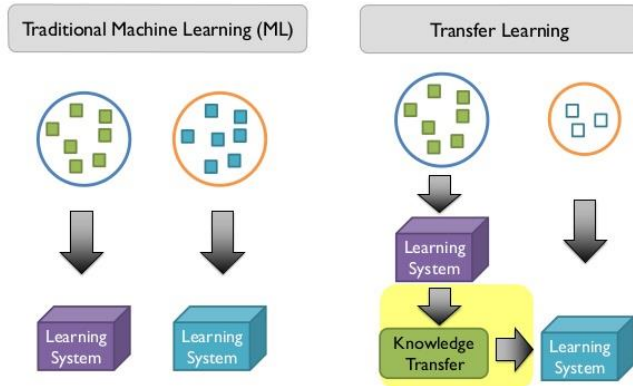 Traditional Machine Learning (ML)
Transfer Learning
Learning
System
Learning
System
Learning
System
Knowledge
Transfer
Learning
System